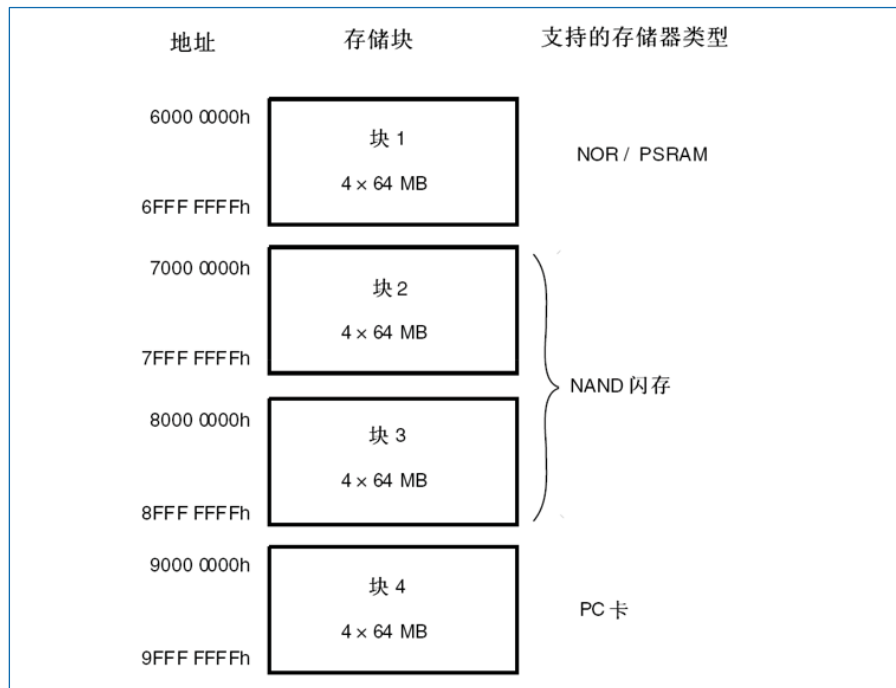 地址 存储块 支持的存储器类型
6000 0000h
块 1
NOR / PSRAM
4 × 64 MB
6FFF FFFFh
7000 0000h
块 2
4 × 64 MB
7FFF FFFFh
NAND 闪存
8000 0000h
块 3
4 × 64 MB
8FFF FFFFh
9000 0000h
块 4
PC 卡
4 × 64 MB
9FFF FFFFh